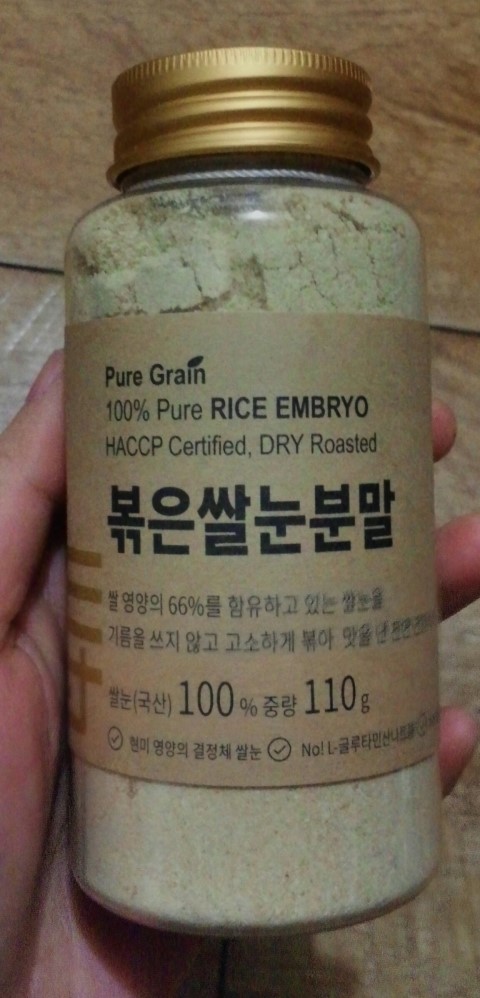 Pure Grain
100% Pure RICE EMBRYO
HACCP Certified, DRY Roasted
볶은쌀눈분말
쌀 영양의 66%를 함유하고 있는 쌀눈을
기름을 쓰지 않고 고소하게 볶아 맛을 낸 천연
쌀눈(국산) 100 % 중량 110g
현미 영양의 결정체 쌀눈 No! L-글루타민산나트륨